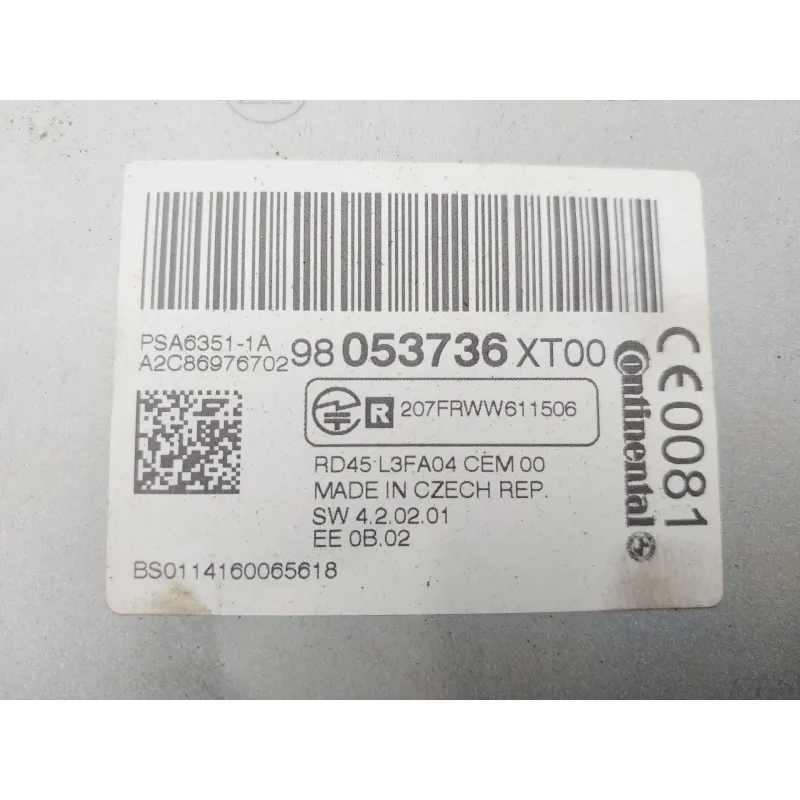 PSA6351-1A
A2C86976702
98 053736 XT00
R 207FRWW611506
RD45 L3FA04 CEM 00
MADE IN CZECH REP.
SW 4.2.02.01
EE 0B.02
BS0114160065618
Continental
CE0081